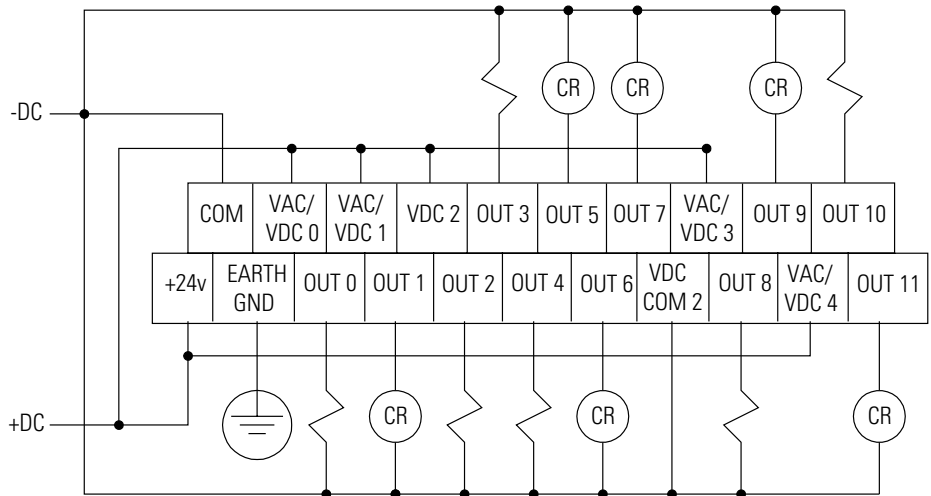 CR CR CR
-DC
COM VAC/ VDC 0 VAC/ VDC 1 VDC 2 OUT 3 OUT 5 OUT 7 VAC/ VDC 3 OUT 9 OUT 10
+24v EARTH GND OUT 0 OUT 1 OUT 2 OUT 4 OUT 6 VDC COM 2 OUT 8 VAC/ VDC 4 OUT 11
+DC
CR CR CR